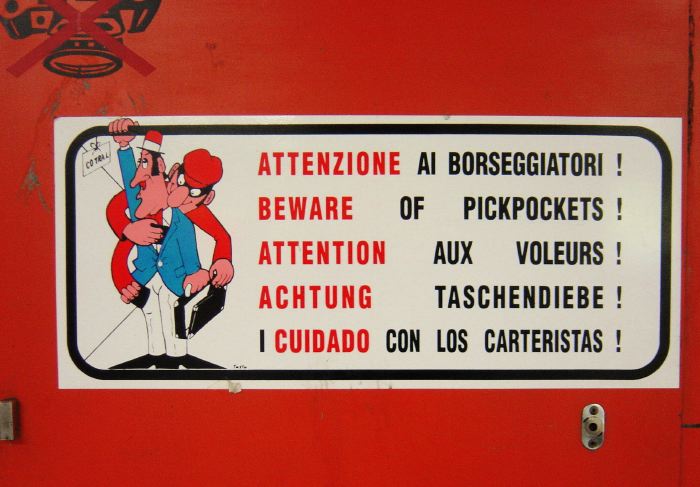 COTRAL
ATTENZIONE AI BORSEGGIATORI !
BEWARE OF PICKPOCKETS !
ATTENTION AUX VOLEURS !
ACHTUNG TASCHENDIEBE !
I CUIDADO CON LOS CARTERISTAS !